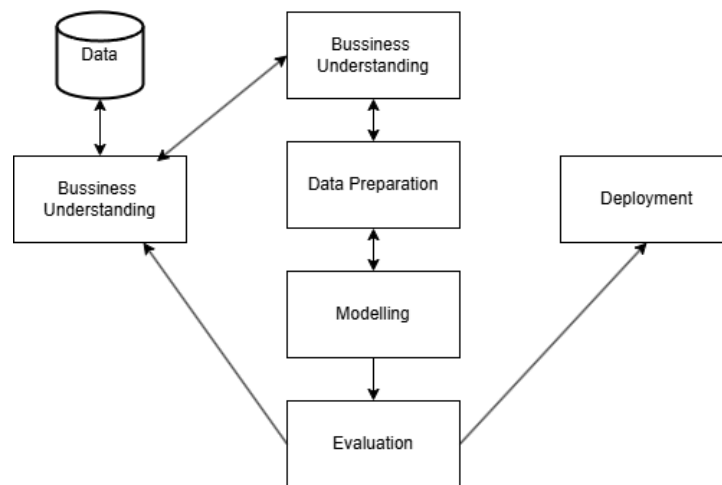 Data
Bussiness
Understanding
Bussiness
Understanding
Data Preparation
Deployment
Modelling
Evaluation